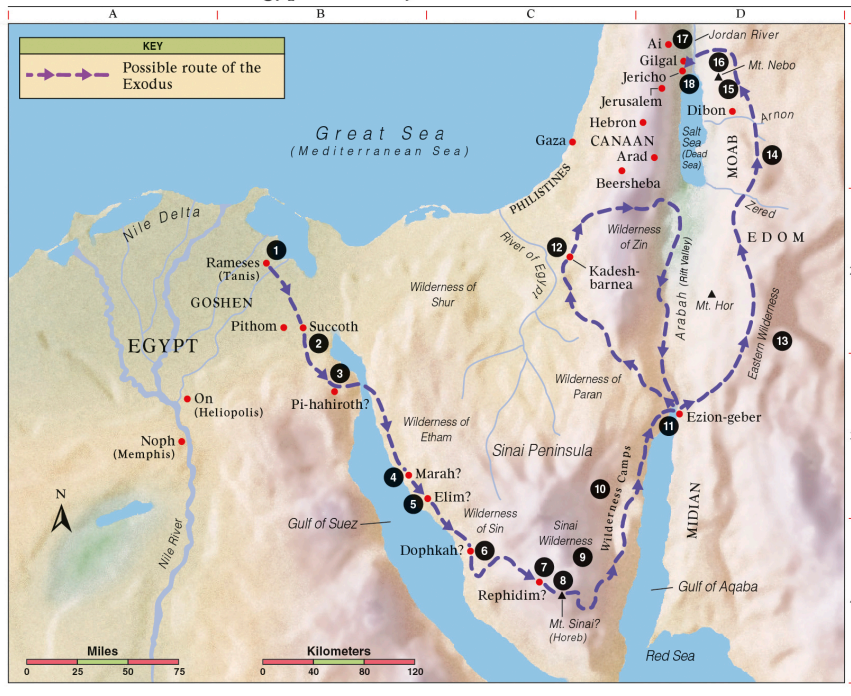 A B C D
KEY
Possible route of the
Exodus
Great Sea
(Mediterranean Sea)
17
Jordan River
Ai
Gilgal
16
Mt. Nebo
Jericho
18
15
Jerusalem
Dibon
Arnon
Hebron
Gaza
CANAAN
Salt
Sea
(Dead
Sea)
MOAB
14
Arad
Beersheba
PHILISTINES
Zered
Nile Delta
1
Rameses
(Tanis)
GOSHEN
River of Egypt
12
Wilderness
of Zin
EDOM
Kadesh-
barnea
Wilderness of
Shur
Arabah (Rift Valley)
Mt. Hor
Eastern Wilderness
13
Pithom
Succoth
2
EGYPT
3
Pi-hahiroth?
On
(Heliopolis)
Wilderness of
Paran
Wilderness of
Etham
Ezion-geber
11
Noph
(Memphis)
Sinai Peninsula
4
Marah?
5
Elim?
10
Wilderness Camps
N
Gulf of Suez
Wilderness
of Sin
Sinai
Wilderness
MIDIAN
Nile River
Dophkah?
6
7
9
8
Rephidim?
Gulf of Aqaba
Mt. Sinai?
(Horeb)
Red Sea
Miles
0 25 50 75
Kilometers
0 40 80 120